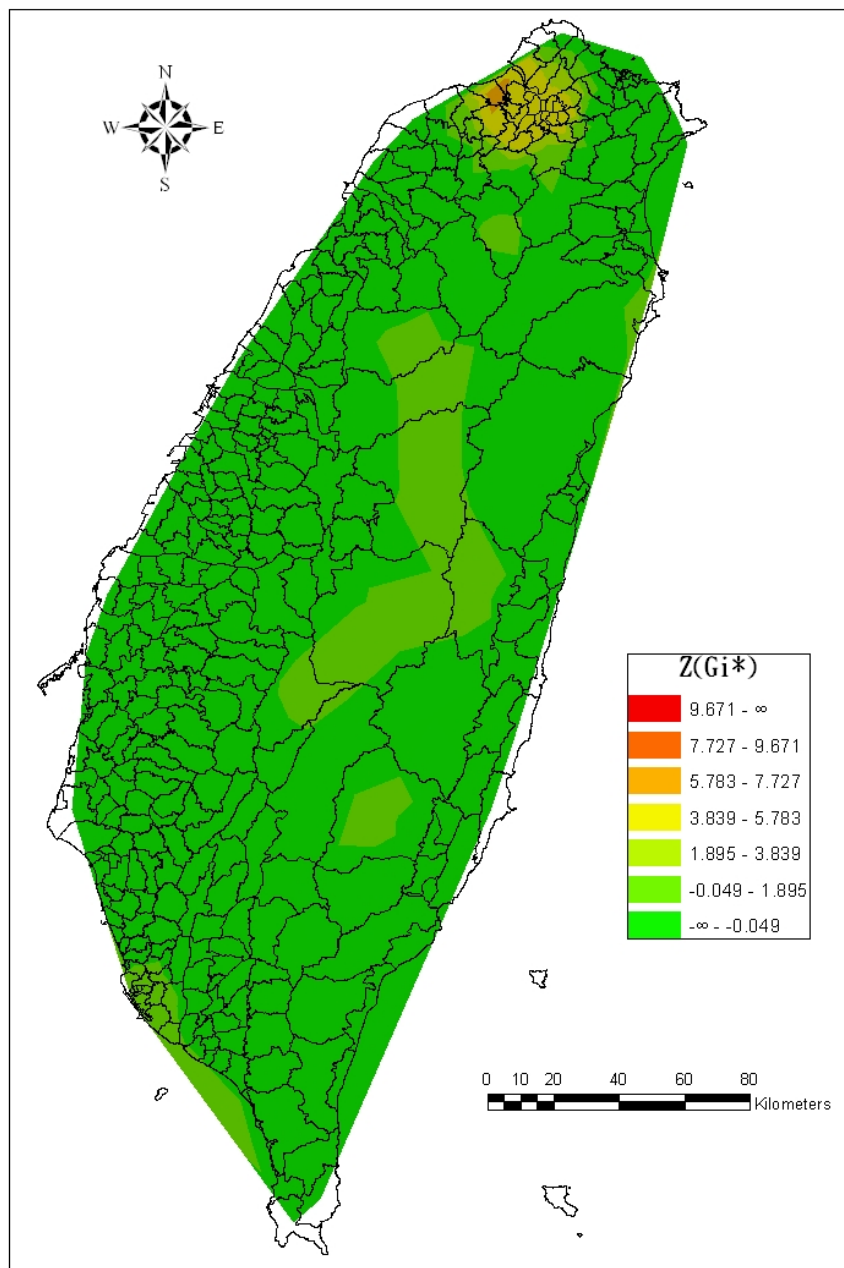 N
W E
S
Z(Gi*)
9.671 - ∞
7.727 - 9.671
5.783 - 7.727
3.839 - 5.783
1.895 - 3.839
-0.049 - 1.895
-∞ - -0.049
0 10 20 40 60 80
Kilometers